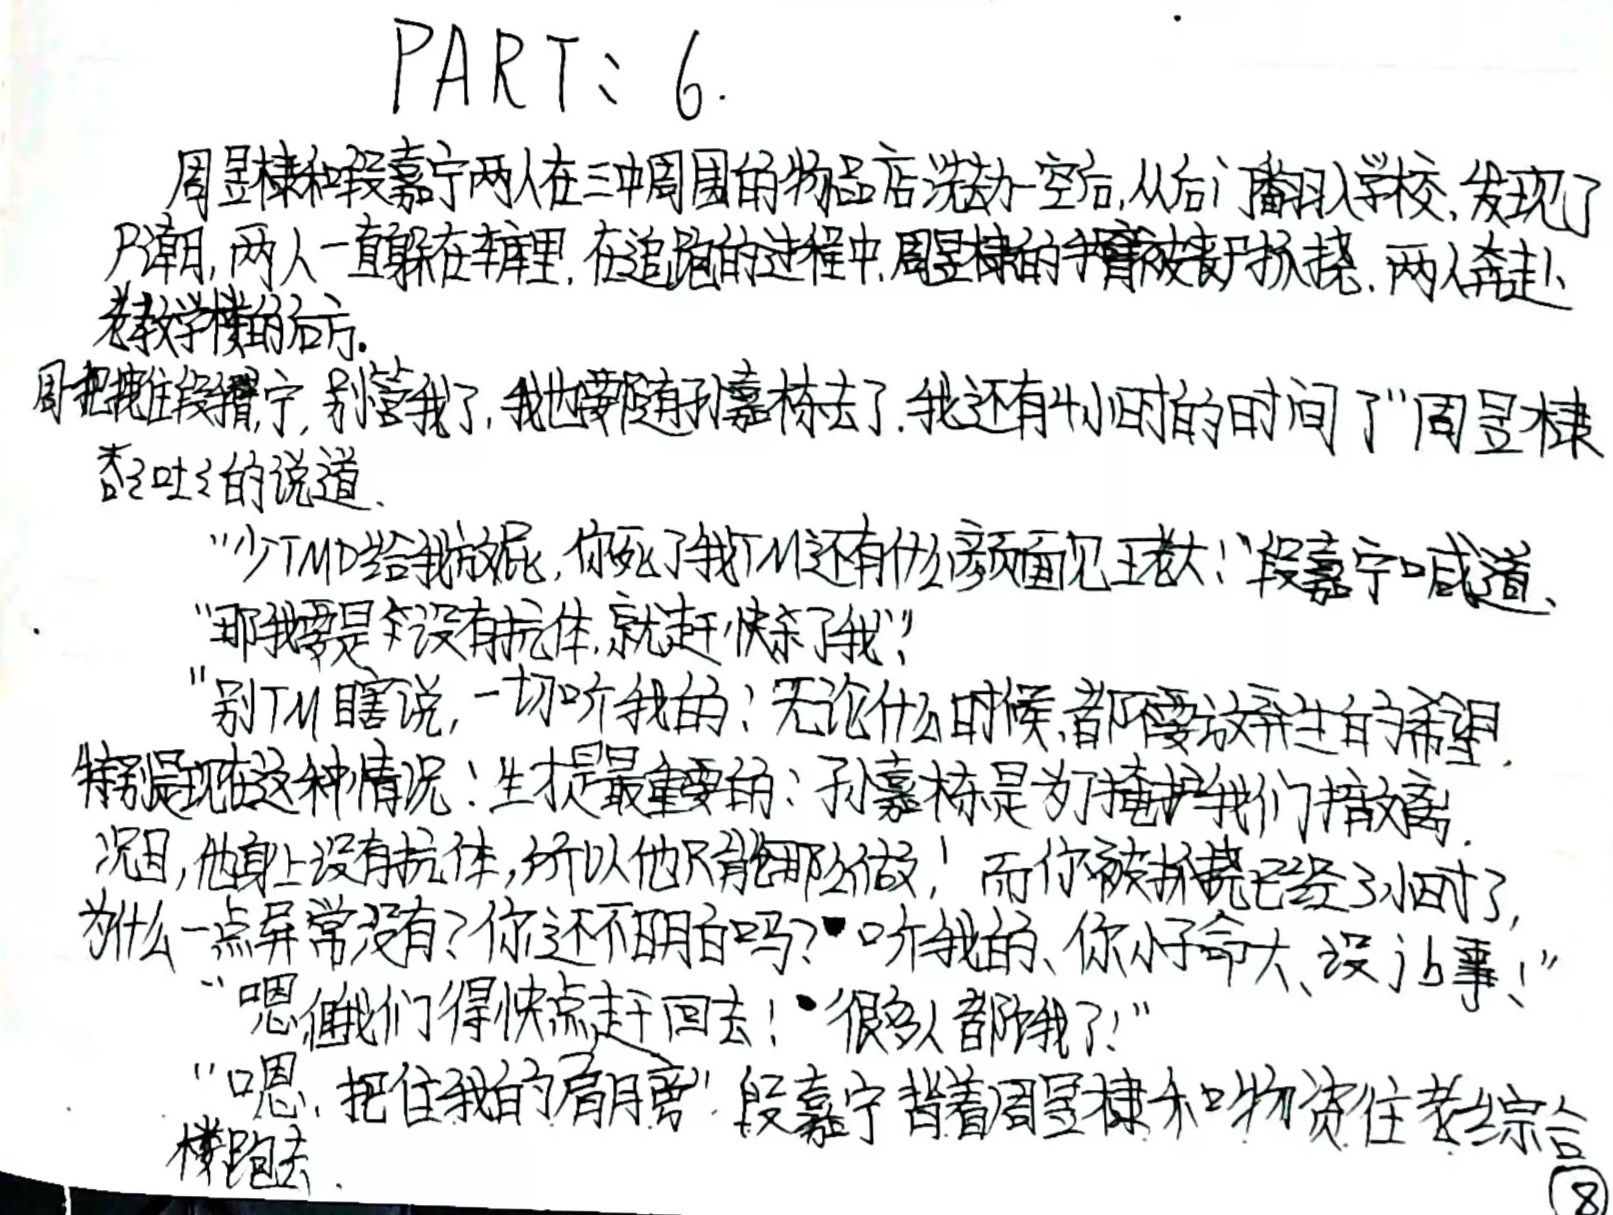 PART: 6.
周昱棣和段嘉宁两人在三中周围的物品店洗劫一空后,从后门翻入学校,发现了
尸潮,两人一直躲在车库里,在追跑的过程中,周昱棣的手臂被丧尸抓挠,两人奔赴
老教学楼的后方.
周把拽住段嘉宁,别管我了,我也要随孙嘉栋去了.我还有4小时的时间了"周昱棣
吞吞吐吐的说道.
"少TMD给我放屁,你死了我TM还有什么颜面见王老大!"段嘉宁喊道、
"那我要是没有抗体,就赶快杀了我"!
"别TM瞎说,一切听我的!无论什么时候,都不要放弃生的希望,
特别是现在这种情况!生才是最重要的!孙嘉栋是为了掩护我们撤离.
况且,他身上没有抗体,所以他只能那么做!而你被抓挠已经3小时了,
为什么一点异常没有?你还不明白吗?听我的、你小子命大、没事!"
"嗯,但我们得快点赶回去!很多人都饿了!"
"嗯,把住我的肩膀",段嘉宁背着周昱棣和物资往老综合
楼跑去.
8